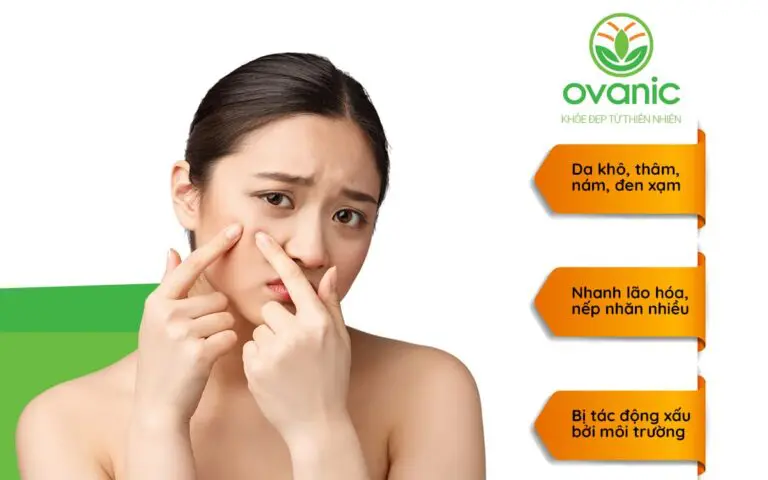 ovanic
KHỎE ĐẸP TỪ THIÊN NHIÊN
Da khô, thâm,
nám, đen xạm
Nhanh lão hóa,
nếp nhăn nhiều
Bị tác động xấu
bởi môi trường